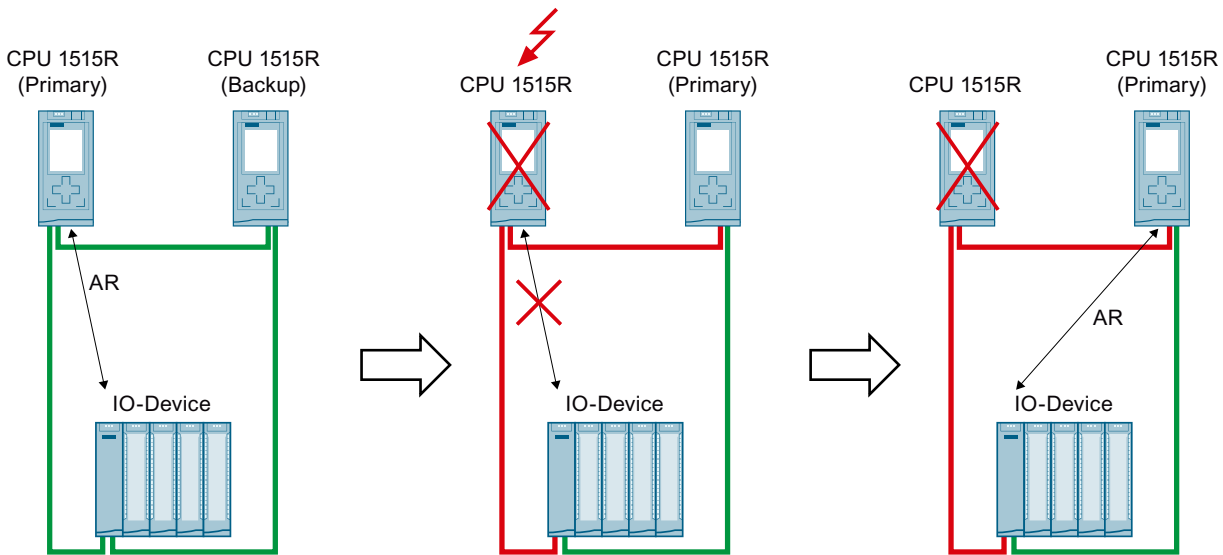 CPU 1515R
(Primary)
CPU 1515R
(Backup)
AR
IO-Device
CPU 1515R
CPU 1515R
(Primary)
IO-Device
CPU 1515R
CPU 1515R
(Primary)
AR
IO-Device